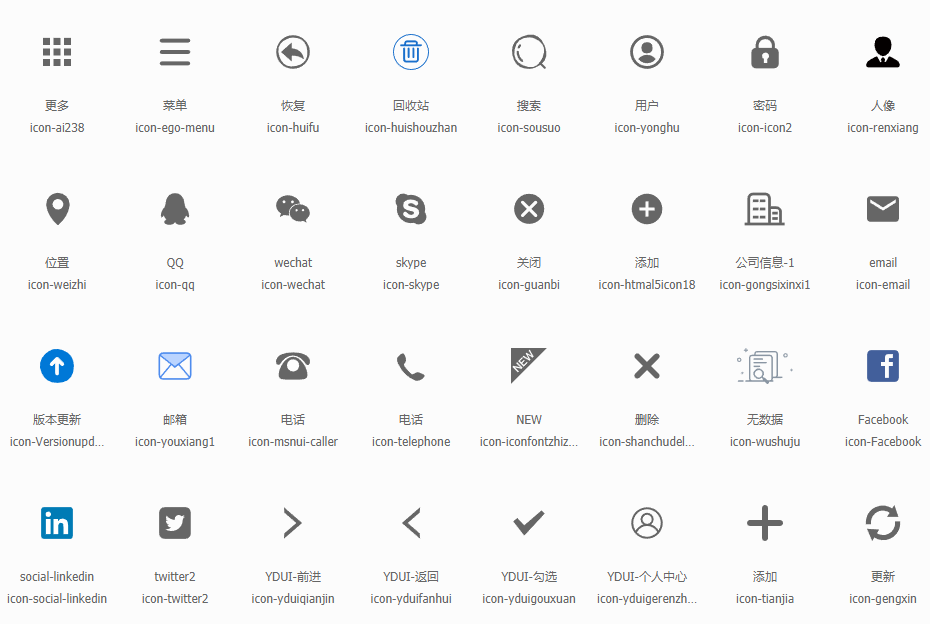 更多 菜单 恢复 回收站 搜索 用户 密码 人像
icon-ai238 icon-ego-menu icon-huifu icon-huishouzhan icon-sousuo icon-yonghu icon-icon2 icon-renxiang
位置 QQ wechat skype 关闭 添加 公司信息-1 email
icon-weizhi icon-qq icon-wechat icon-skype icon-guanbi icon-htmal5icon18 icon-gongsixinxi1 icon-email
NEW
版本更新 邮箱 电话 电话 NEW 删除 无数据 Facebook
icon-Versionupd... icon-youxiang1 icon-msnui-caller icon-telephone icon-iconfontzhiz... icon-shanchudel... icon-wushuju icon-Facebook
in
social-linkedin twitter2 YDUI-前进 YDUI-返回 YDUI-勾选 YDUI-个人中心 添加 更新
icon-social-linkedin icon-twitter2 icon-yduiqianjin icon-yduifanhui icon-yduigouxuan icon-yduigerenzh... icon-tianjia icon-gengxin